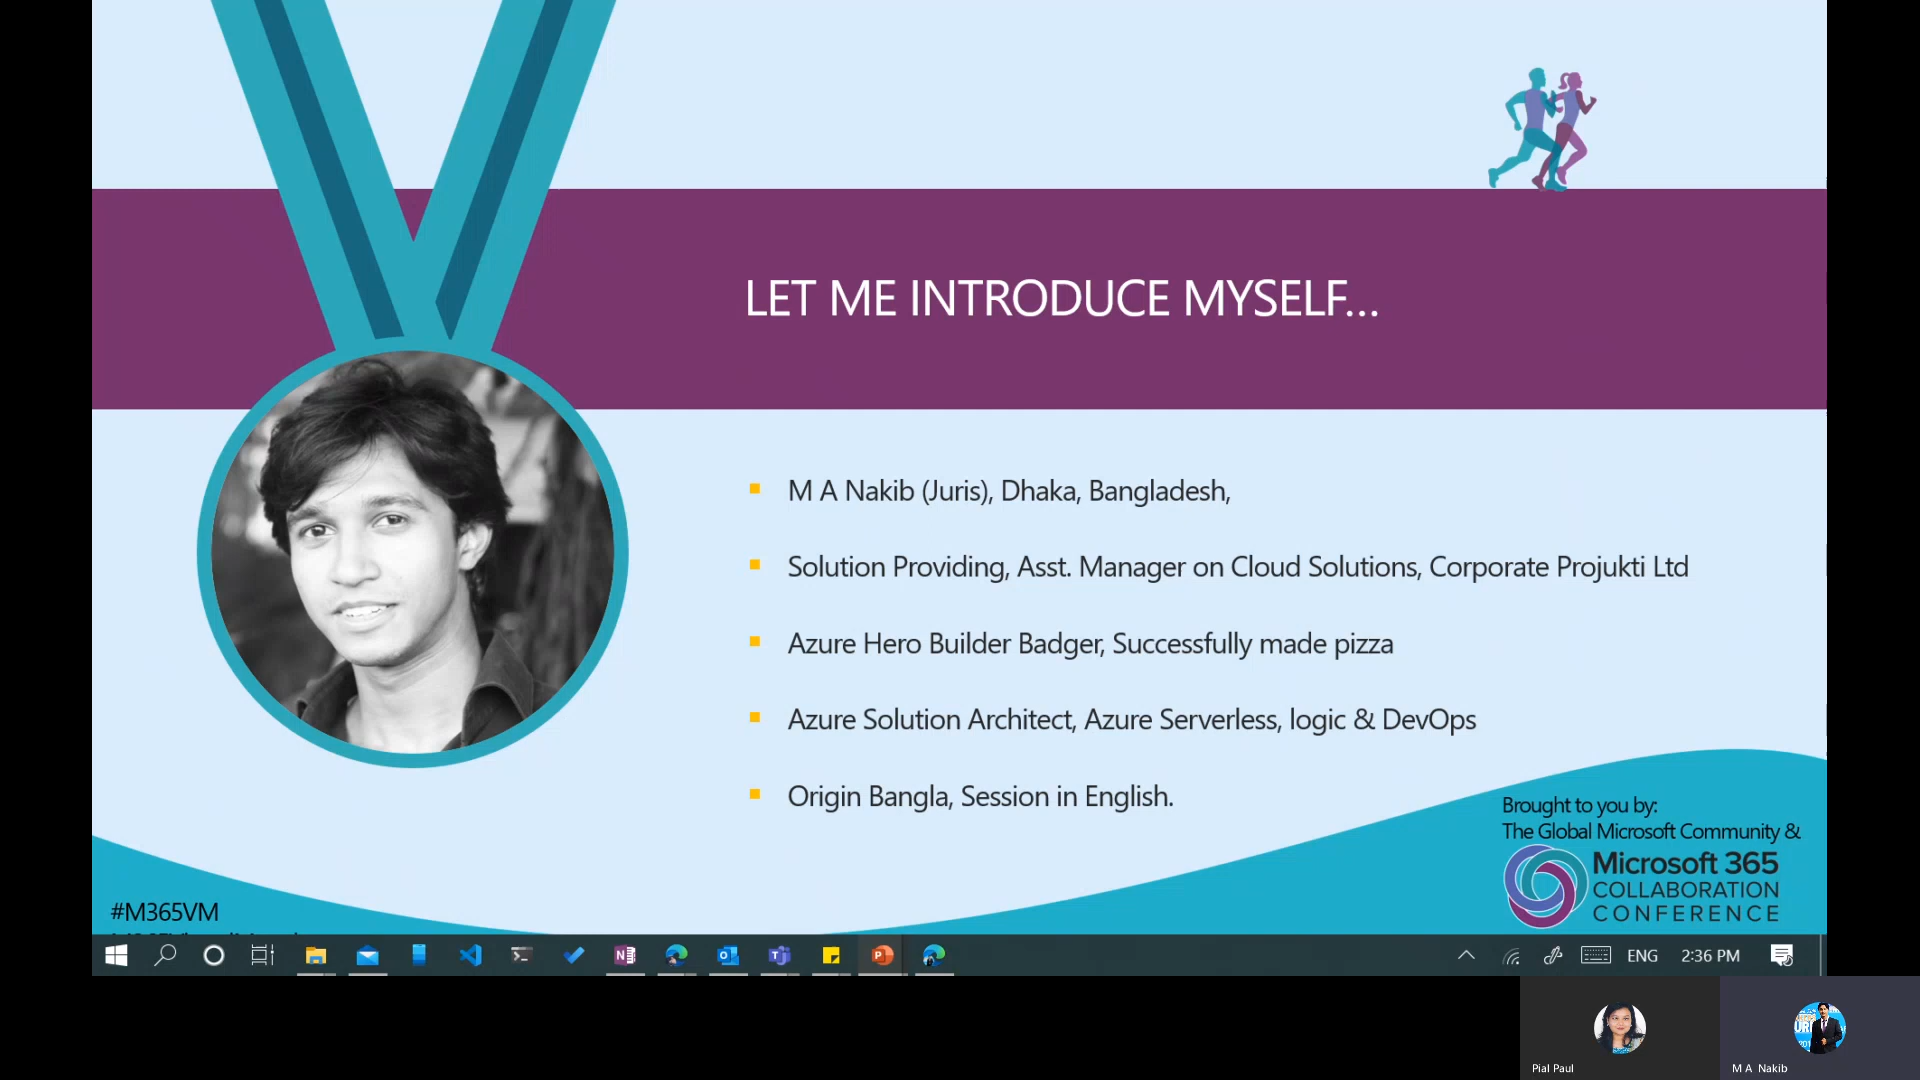 LET ME INTRODUCE MYSELF...
M A Nakib (Juris), Dhaka, Bangladesh,
Solution Providing, Asst. Manager on Cloud Solutions, Corporate Projukti Ltd
Azure Hero Builder Badger, Successfully made pizza
Azure Solution Architect, Azure Serverless, logic & DevOps
Origin Bangla, Session in English.
Brought to you by:
The Global Microsoft Community &
Microsoft 365
COLLABORATION
CONFERENCE
#M365VM
ENG
2:36 PM
Pial Paul
M A Nakib